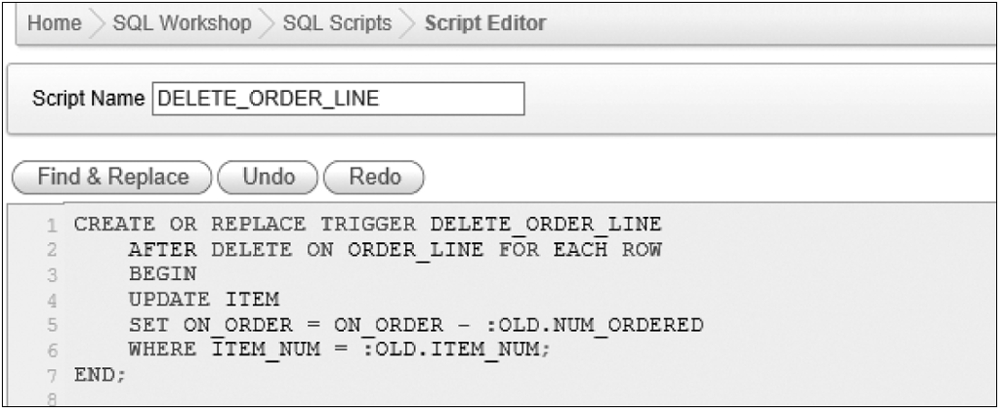 Home SQL Workshop SQL Scripts Script Editor
Script Name DELETE_ORDER_LINE
Find & Replace Undo Redo
1 CREATE OR REPLACE TRIGGER DELETE_ORDER_LINE
2 AFTER DELETE ON ORDER_LINE FOR EACH ROW
3 BEGIN
4 UPDATE ITEM
5 SET ON_ORDER = ON_ORDER - :OLD.NUM_ORDERED
6 WHERE ITEM_NUM = :OLD.ITEM_NUM;
7 END;
8